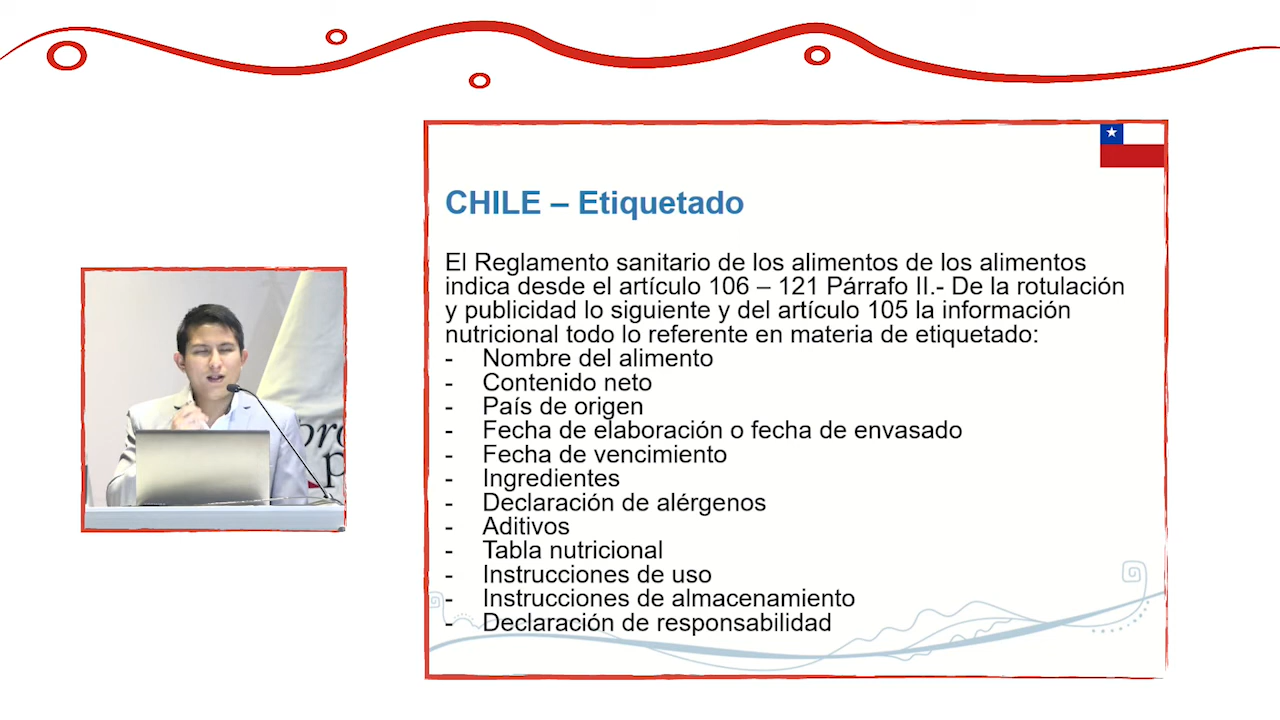 CHILE – Etiquetado
El Reglamento sanitario de los alimentos de los alimentos
indica desde el artículo 106 – 121 Párrafo II.- De la rotulación
y publicidad lo siguiente y del artículo 105 la información
nutricional todo lo referente en materia de etiquetado:
- Nombre del alimento
- Contenido neto
- País de origen
- Fecha de elaboración o fecha de envasado
- Fecha de vencimiento
- Ingredientes
- Declaración de alérgenos
- Aditivos
- Tabla nutricional
- Instrucciones de uso
- Instrucciones de almacenamiento
- Declaración de responsabilidad